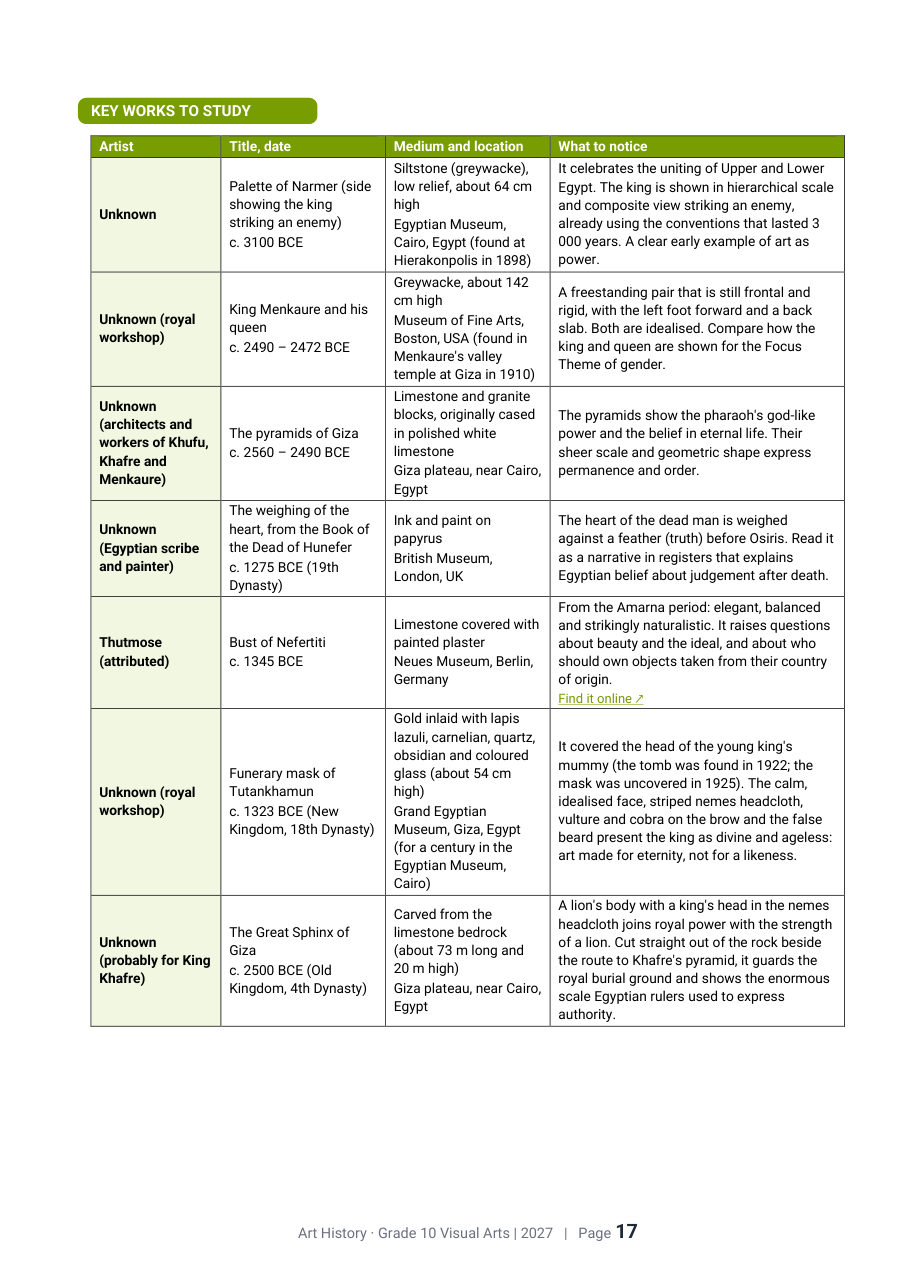 KEY WORKS TO STUDY
Artist
Title, date
Medium and location
What to notice
Unknown
Palette of Narmer (side
showing the king
striking an enemy)
c. 3100 BCE
Siltstone (greywacke),
low relief, about 64 cm
high
Egyptian Museum,
Cairo, Egypt (found at
Hierakonpolis in 1898)
It celebrates the uniting of Upper and Lower
Egypt. The king is shown in hierarchical scale
and composite view striking an enemy,
already using the conventions that lasted 3
000 years. A clear early example of art as
power.
Unknown (royal
workshop)
King Menkaure and his
queen
c. 2490 – 2472 BCE
Greywacke, about 142
cm high
Museum of Fine Arts,
Boston, USA (found in
Menkaure's valley
temple at Giza in 1910)
A freestanding pair that is still frontal and
rigid, with the left foot forward and a back
slab. Both are idealised. Compare how the
king and queen are shown for the Focus
Theme of gender.
Unknown
(architects and
workers of Khufu,
Khafre and
Menkaure)
The pyramids of Giza
c. 2560 – 2490 BCE
Limestone and granite
blocks, originally cased
in polished white
limestone
Giza plateau, near Cairo,
Egypt
The pyramids show the pharaoh's god-like
power and the belief in eternal life. Their
sheer scale and geometric shape express
permanence and order.
Unknown
(Egyptian scribe
and painter)
The weighing of the
heart, from the Book of
the Dead of Hunefer
c. 1275 BCE (19th
Dynasty)
Ink and paint on
papyrus
British Museum,
London, UK
The heart of the dead man is weighed
against a feather (truth) before Osiris. Read it
as a narrative in registers that explains
Egyptian belief about judgement after death.
Thutmose
(attributed)
Bust of Nefertiti
c. 1345 BCE
Limestone covered with
painted plaster
Neues Museum, Berlin,
Germany
From the Amarna period: elegant, balanced
and strikingly naturalistic. It raises questions
about beauty and the ideal, and about who
should own objects taken from their country
of origin.
Find it online ↗
Unknown (royal
workshop)
Funerary mask of
Tutankhamun
c. 1323 BCE (New
Kingdom, 18th Dynasty)
Gold inlaid with lapis
lazuli, carnelian, quartz,
obsidian and coloured
glass (about 54 cm
high)
Grand Egyptian
Museum, Giza, Egypt
(for a century in the
Egyptian Museum,
Cairo)
It covered the head of the young king's
mummy (the tomb was found in 1922; the
mask was uncovered in 1925). The calm,
idealised face, striped nemes headcloth,
vulture and cobra on the brow and the false
beard present the king as divine and ageless:
art made for eternity, not for a likeness.
Unknown
(probably for King
Khafre)
The Great Sphinx of
Giza
c. 2500 BCE (Old
Kingdom, 4th Dynasty)
Carved from the
limestone bedrock
(about 73 m long and
20 m high)
Giza plateau, near Cairo,
Egypt
A lion's body with a king's head in the nemes
headcloth joins royal power with the strength
of a lion. Cut straight out of the rock beside
the route to Khafre's pyramid, it guards the
royal burial ground and shows the enormous
scale Egyptian rulers used to express
authority.
Art History · Grade 10 Visual Arts | 2027 | Page 17